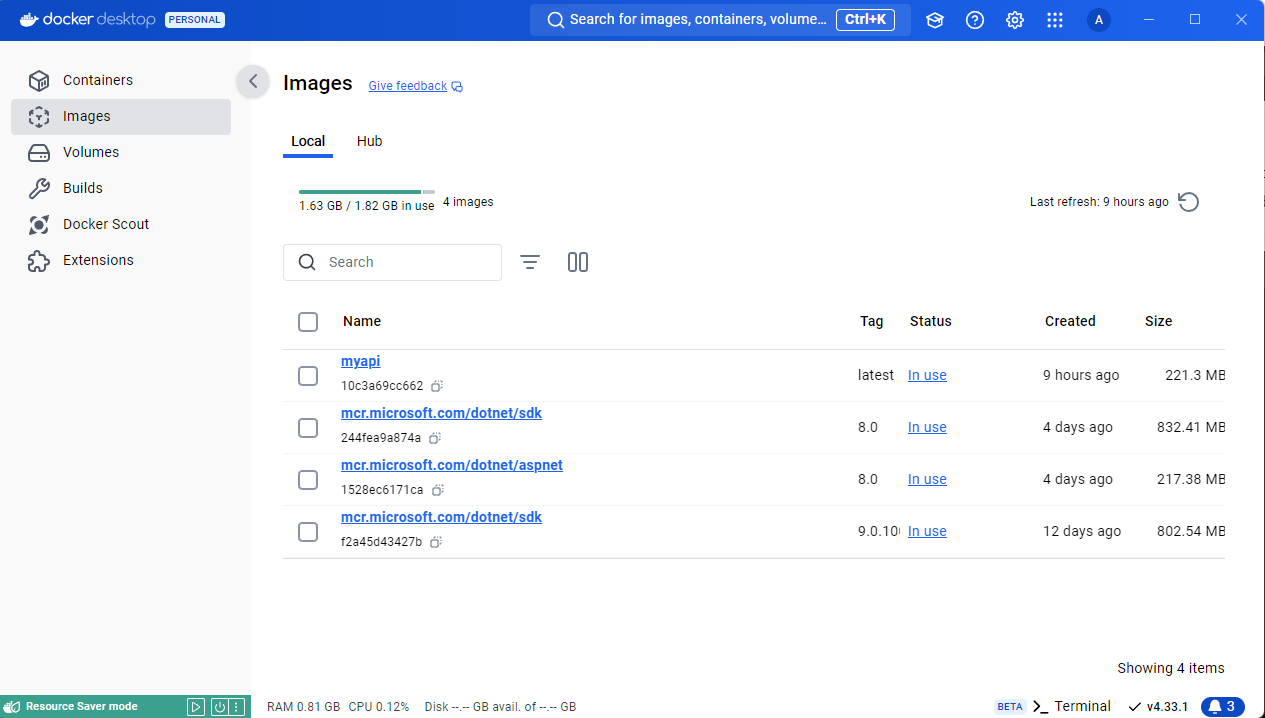 docker desktop PERSONAL Search for images, containers, volume... Ctrl+K A
Containers
Images
Volumes
Builds
Docker Scout
Extensions
Images Give feedback
Local Hub
1.63 GB / 1.82 GB in use 4 images Last refresh: 9 hours ago
Search
Name Tag Status Created Size
myapi
10c3a69cc662 latest In use 9 hours ago 221.3 MB
mcr.microsoft.com/dotnet/sdk
244fea9a874a 8.0 In use 4 days ago 832.41 MB
mcr.microsoft.com/dotnet/aspnet
1528ec6171ca 8.0 In use 4 days ago 217.38 MB
mcr.microsoft.com/dotnet/sdk
f2a45d43427b 9.0.10 In use 12 days ago 802.54 MB
Showing 4 items
Resource Saver mode RAM 0.81 GB CPU 0.12% Disk --.-- GB avail. of --.-- GB BETA Terminal v4.33.1 3